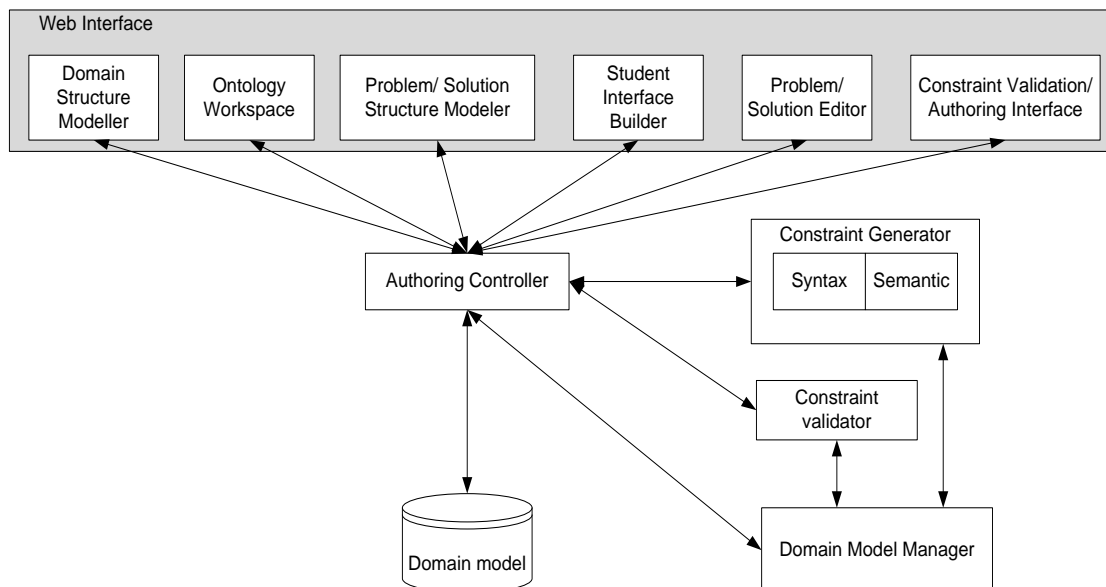 Web Interface
Domain
Structure
Modeller
Ontology
Workspace
Problem/ Solution
Structure Modeler
Student
Interface
Builder
Problem/
Solution Editor
Constraint Validation/
Authoring Interface
Authoring Controller
Constraint Generator
Syntax
Semantic
Constraint
validator
Domain model
Domain Model Manager